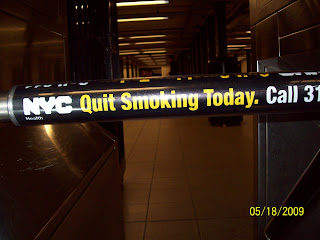 NYC Quit Smoking Today. Call 31
Health
05/18/2009